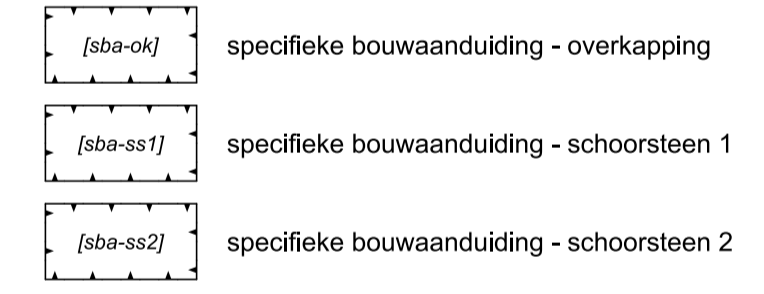 [sba-ok] specifieke bouwaanduiding - overkapping
[sba-ss1] specifieke bouwaanduiding - schoorsteen 1
[sba-ss2] specifieke bouwaanduiding - schoorsteen 2